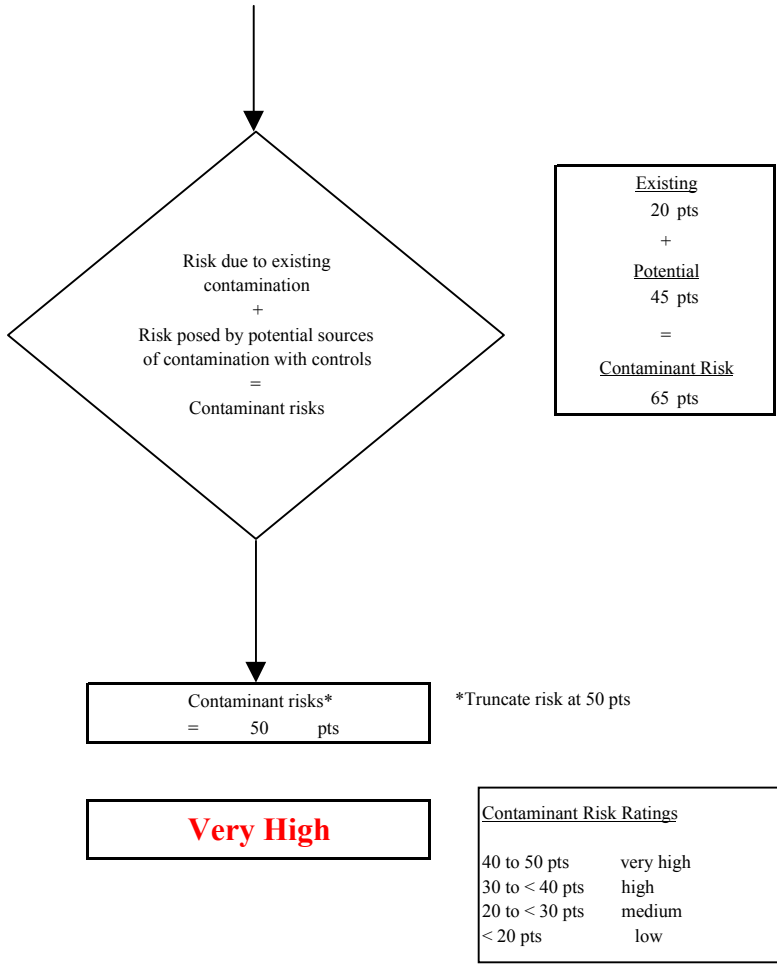 Risk due to existing
contamination
+
Risk posed by potential sources
of contamination with controls
=
Contaminant risks
Existing
20 pts
+
Potential
45 pts
=
Contaminant Risk
65 pts
Contaminant risks*
= 50 pts
*Truncate risk at 50 pts
Very High
Contaminant Risk Ratings
40 to 50 pts very high
30 to < 40 pts high
20 to < 30 pts medium
< 20 pts low